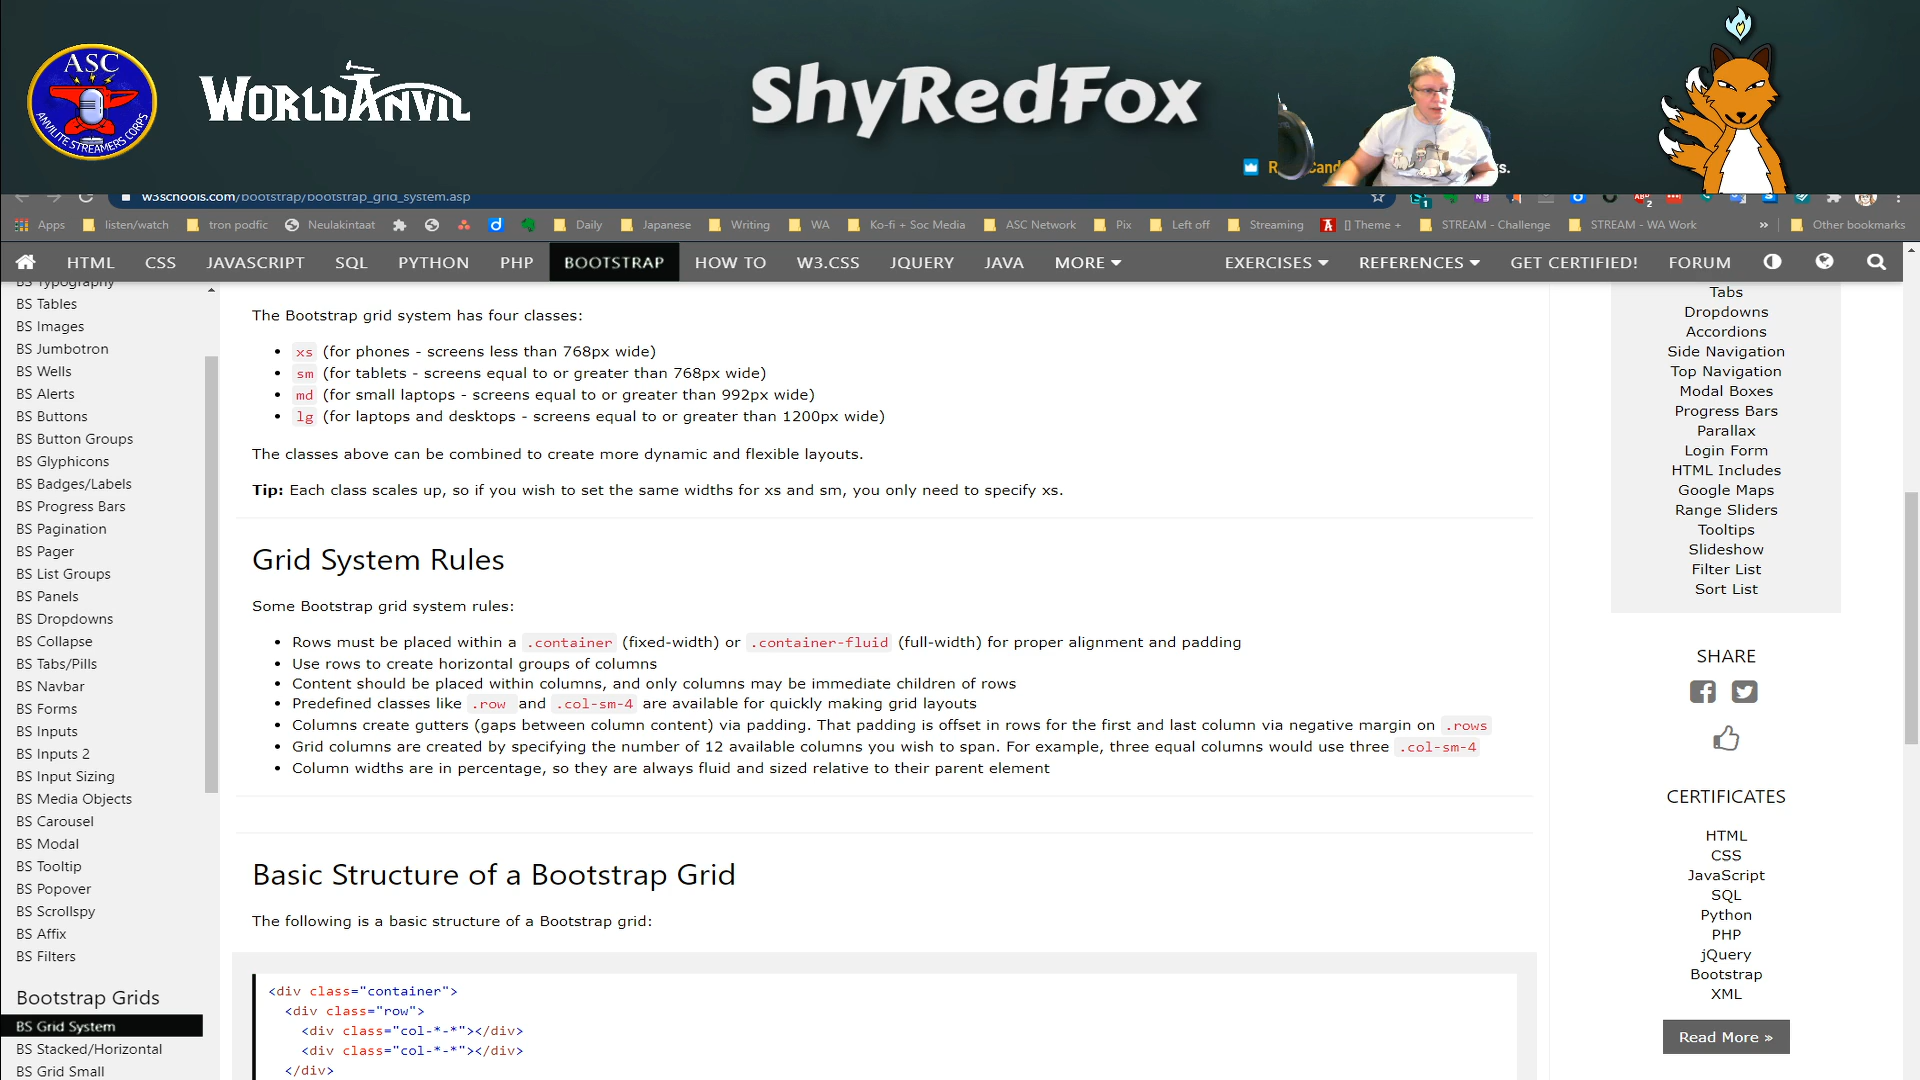 ASC
ANVILITE STREAMERS CORPS
WORLDANVIL
ShyRedFox
w3schools.com/bootstrap/bootstrap_grid_system.asp
Apps listen/watch tron podfic Neulakintaat Daily Japanese Writing WA Ko-fi + Soc Media ASC Network Pix Left off Streaming [] Theme + STREAM - Challenge STREAM - WA Work » Other bookmarks
HTML CSS JAVASCRIPT SQL PYTHON PHP BOOTSTRAP HOW TO W3.CSS JQUERY JAVA MORE EXERCISES REFERENCES GET CERTIFIED! FORUM
BS Typography
BS Tables
BS Images
BS Jumbotron
BS Wells
BS Alerts
BS Buttons
BS Button Groups
BS Glyphicons
BS Badges/Labels
BS Progress Bars
BS Pagination
BS Pager
BS List Groups
BS Panels
BS Dropdowns
BS Collapse
BS Tabs/Pills
BS Navbar
BS Forms
BS Inputs
BS Inputs 2
BS Input Sizing
BS Media Objects
BS Carousel
BS Modal
BS Tooltip
BS Popover
BS Scrollspy
BS Affix
BS Filters
Bootstrap Grids
BS Grid System
BS Stacked/Horizontal
BS Grid Small
The Bootstrap grid system has four classes:
• xs (for phones - screens less than 768px wide)
• sm (for tablets - screens equal to or greater than 768px wide)
• md (for small laptops - screens equal to or greater than 992px wide)
• lg (for laptops and desktops - screens equal to or greater than 1200px wide)
The classes above can be combined to create more dynamic and flexible layouts.
Tip: Each class scales up, so if you wish to set the same widths for xs and sm, you only need to specify xs.
Grid System Rules
Some Bootstrap grid system rules:
• Rows must be placed within a .container (fixed-width) or .container-fluid (full-width) for proper alignment and padding
• Use rows to create horizontal groups of columns
• Content should be placed within columns, and only columns may be immediate children of rows
• Predefined classes like .row and .col-sm-4 are available for quickly making grid layouts
• Columns create gutters (gaps between column content) via padding. That padding is offset in rows for the first and last column via negative margin on .rows
• Grid columns are created by specifying the number of 12 available columns you wish to span. For example, three equal columns would use three .col-sm-4
• Column widths are in percentage, so they are always fluid and sized relative to their parent element
Basic Structure of a Bootstrap Grid
The following is a basic structure of a Bootstrap grid:
<div class="container">
<div class="row">
<div class="col-*-*"></div>
<div class="col-*-*"></div>
</div>
Tabs
Dropdowns
Accordions
Side Navigation
Top Navigation
Modal Boxes
Progress Bars
Parallax
Login Form
HTML Includes
Google Maps
Range Sliders
Tooltips
Slideshow
Filter List
Sort List
SHARE
CERTIFICATES
HTML
CSS
JavaScript
SQL
Python
PHP
jQuery
Bootstrap
XML
Read More »